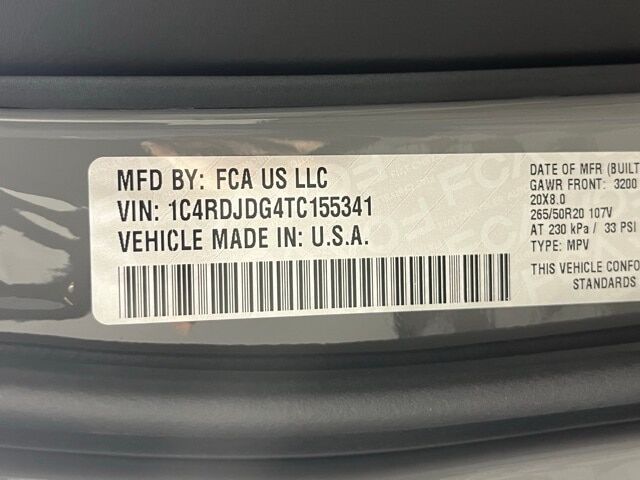 MFD BY: FCA US LLC
VIN: 1C4RDJDG4TC155341
VEHICLE MADE IN: U.S.A.
DATE OF MFR (BUILT
GAWR FRONT: 3200
20X8.0
265/50R20 107V
AT 230 kPa / 33 PSI
TYPE: MPV
THIS VEHICLE CONFO
STANDARDS